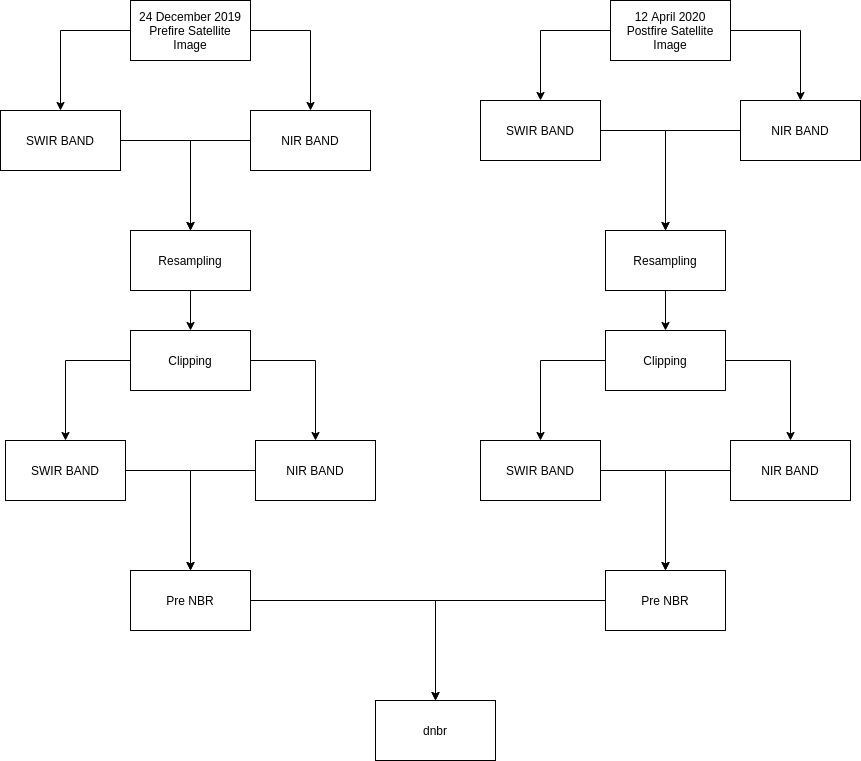 24 December 2019
Prefire Satellite
Image
12 April 2020
Postfire Satellite
Image
SWIR BAND
NIR BAND
SWIR BAND
NIR BAND
Resampling
Resampling
Clipping
Clipping
SWIR BAND
NIR BAND
SWIR BAND
NIR BAND
Pre NBR
Pre NBR
dnbr